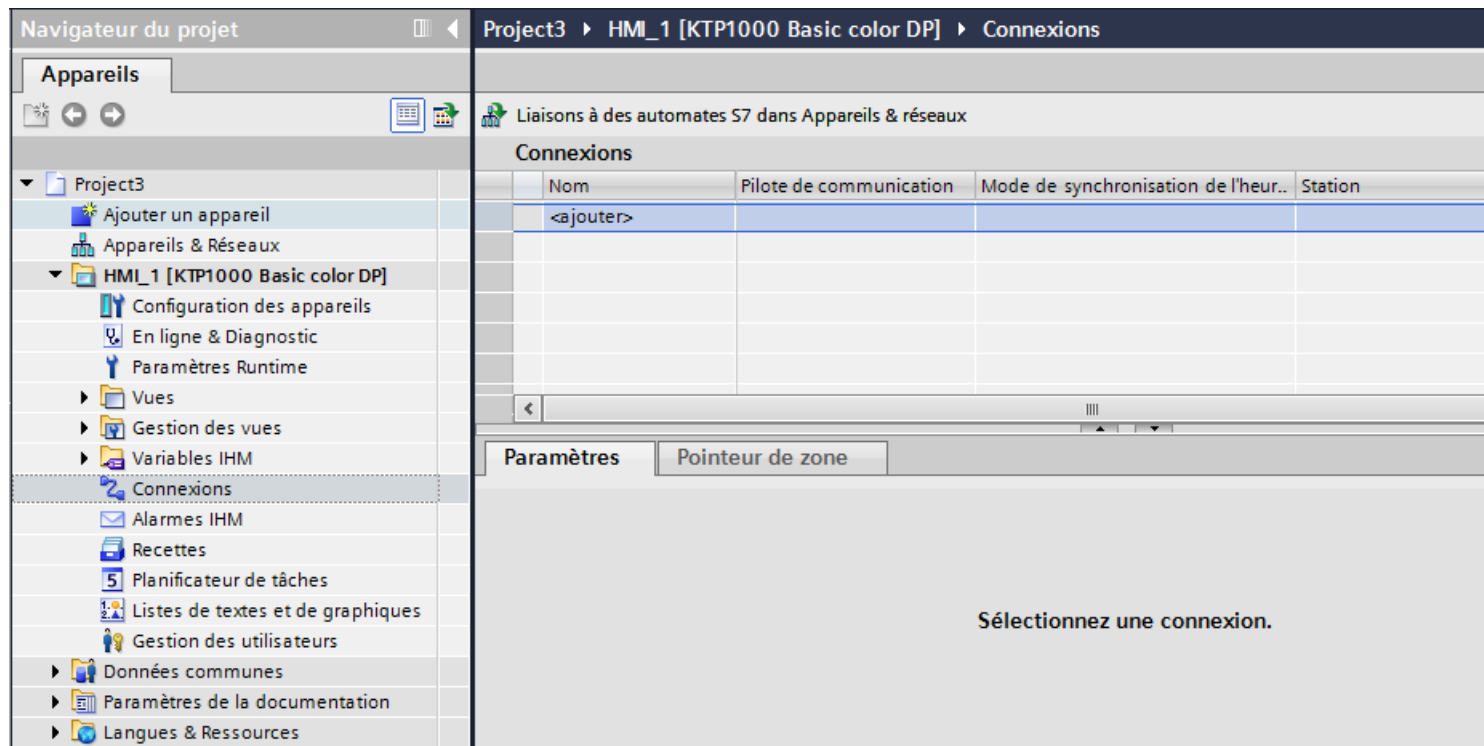 Navigateur du projet
Project3 HMI_1 [KTP1000 Basic color DP] Connexions
Appareils
Liaisons à des automates S7 dans Appareils & réseaux
Connexions
Nom Pilote de communication Mode de synchronisation de l'heur.. Station
<ajouter>
Project3
Ajouter un appareil
Appareils & Réseaux
HMI_1 [KTP1000 Basic color DP]
Configuration des appareils
En ligne & Diagnostic
Paramètres Runtime
Vues
Gestion des vues
Variables IHM
Connexions
Alarmes IHM
Recettes
Planificateur de tâches
Listes de textes et de graphiques
Gestion des utilisateurs
Données communes
Paramètres de la documentation
Langues & Ressources
Paramètres Pointeur de zone
Sélectionnez une connexion.